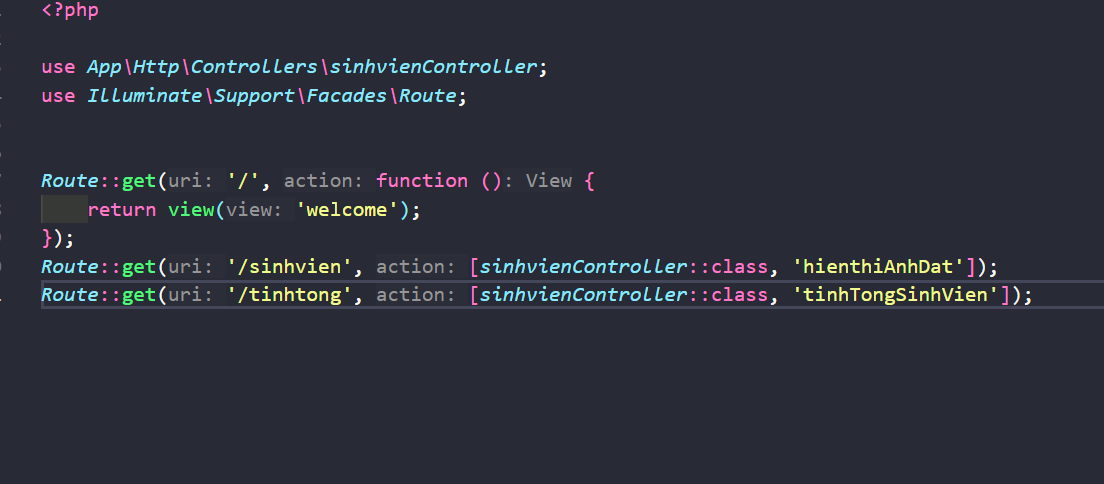 <?php
use App\Http\Controllers\sinhvienController;
use Illuminate\Support\Facades\Route;
Route::get(uri: '/', action: function (): View {
return view(view: 'welcome');
});
Route::get(uri: '/sinhvien', action: [sinhvienController::class, 'hienthiAnhDat']);
Route::get(uri: '/tinhtong', action: [sinhvienController::class, 'tinhTongSinhVien']);